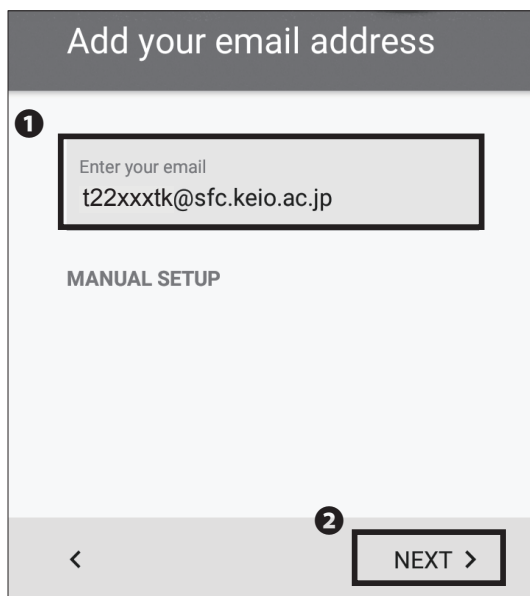 Add your email address
❶
Enter your email
t22xxxtk@sfc.keio.ac.jp
MANUAL SETUP
❷
< NEXT >